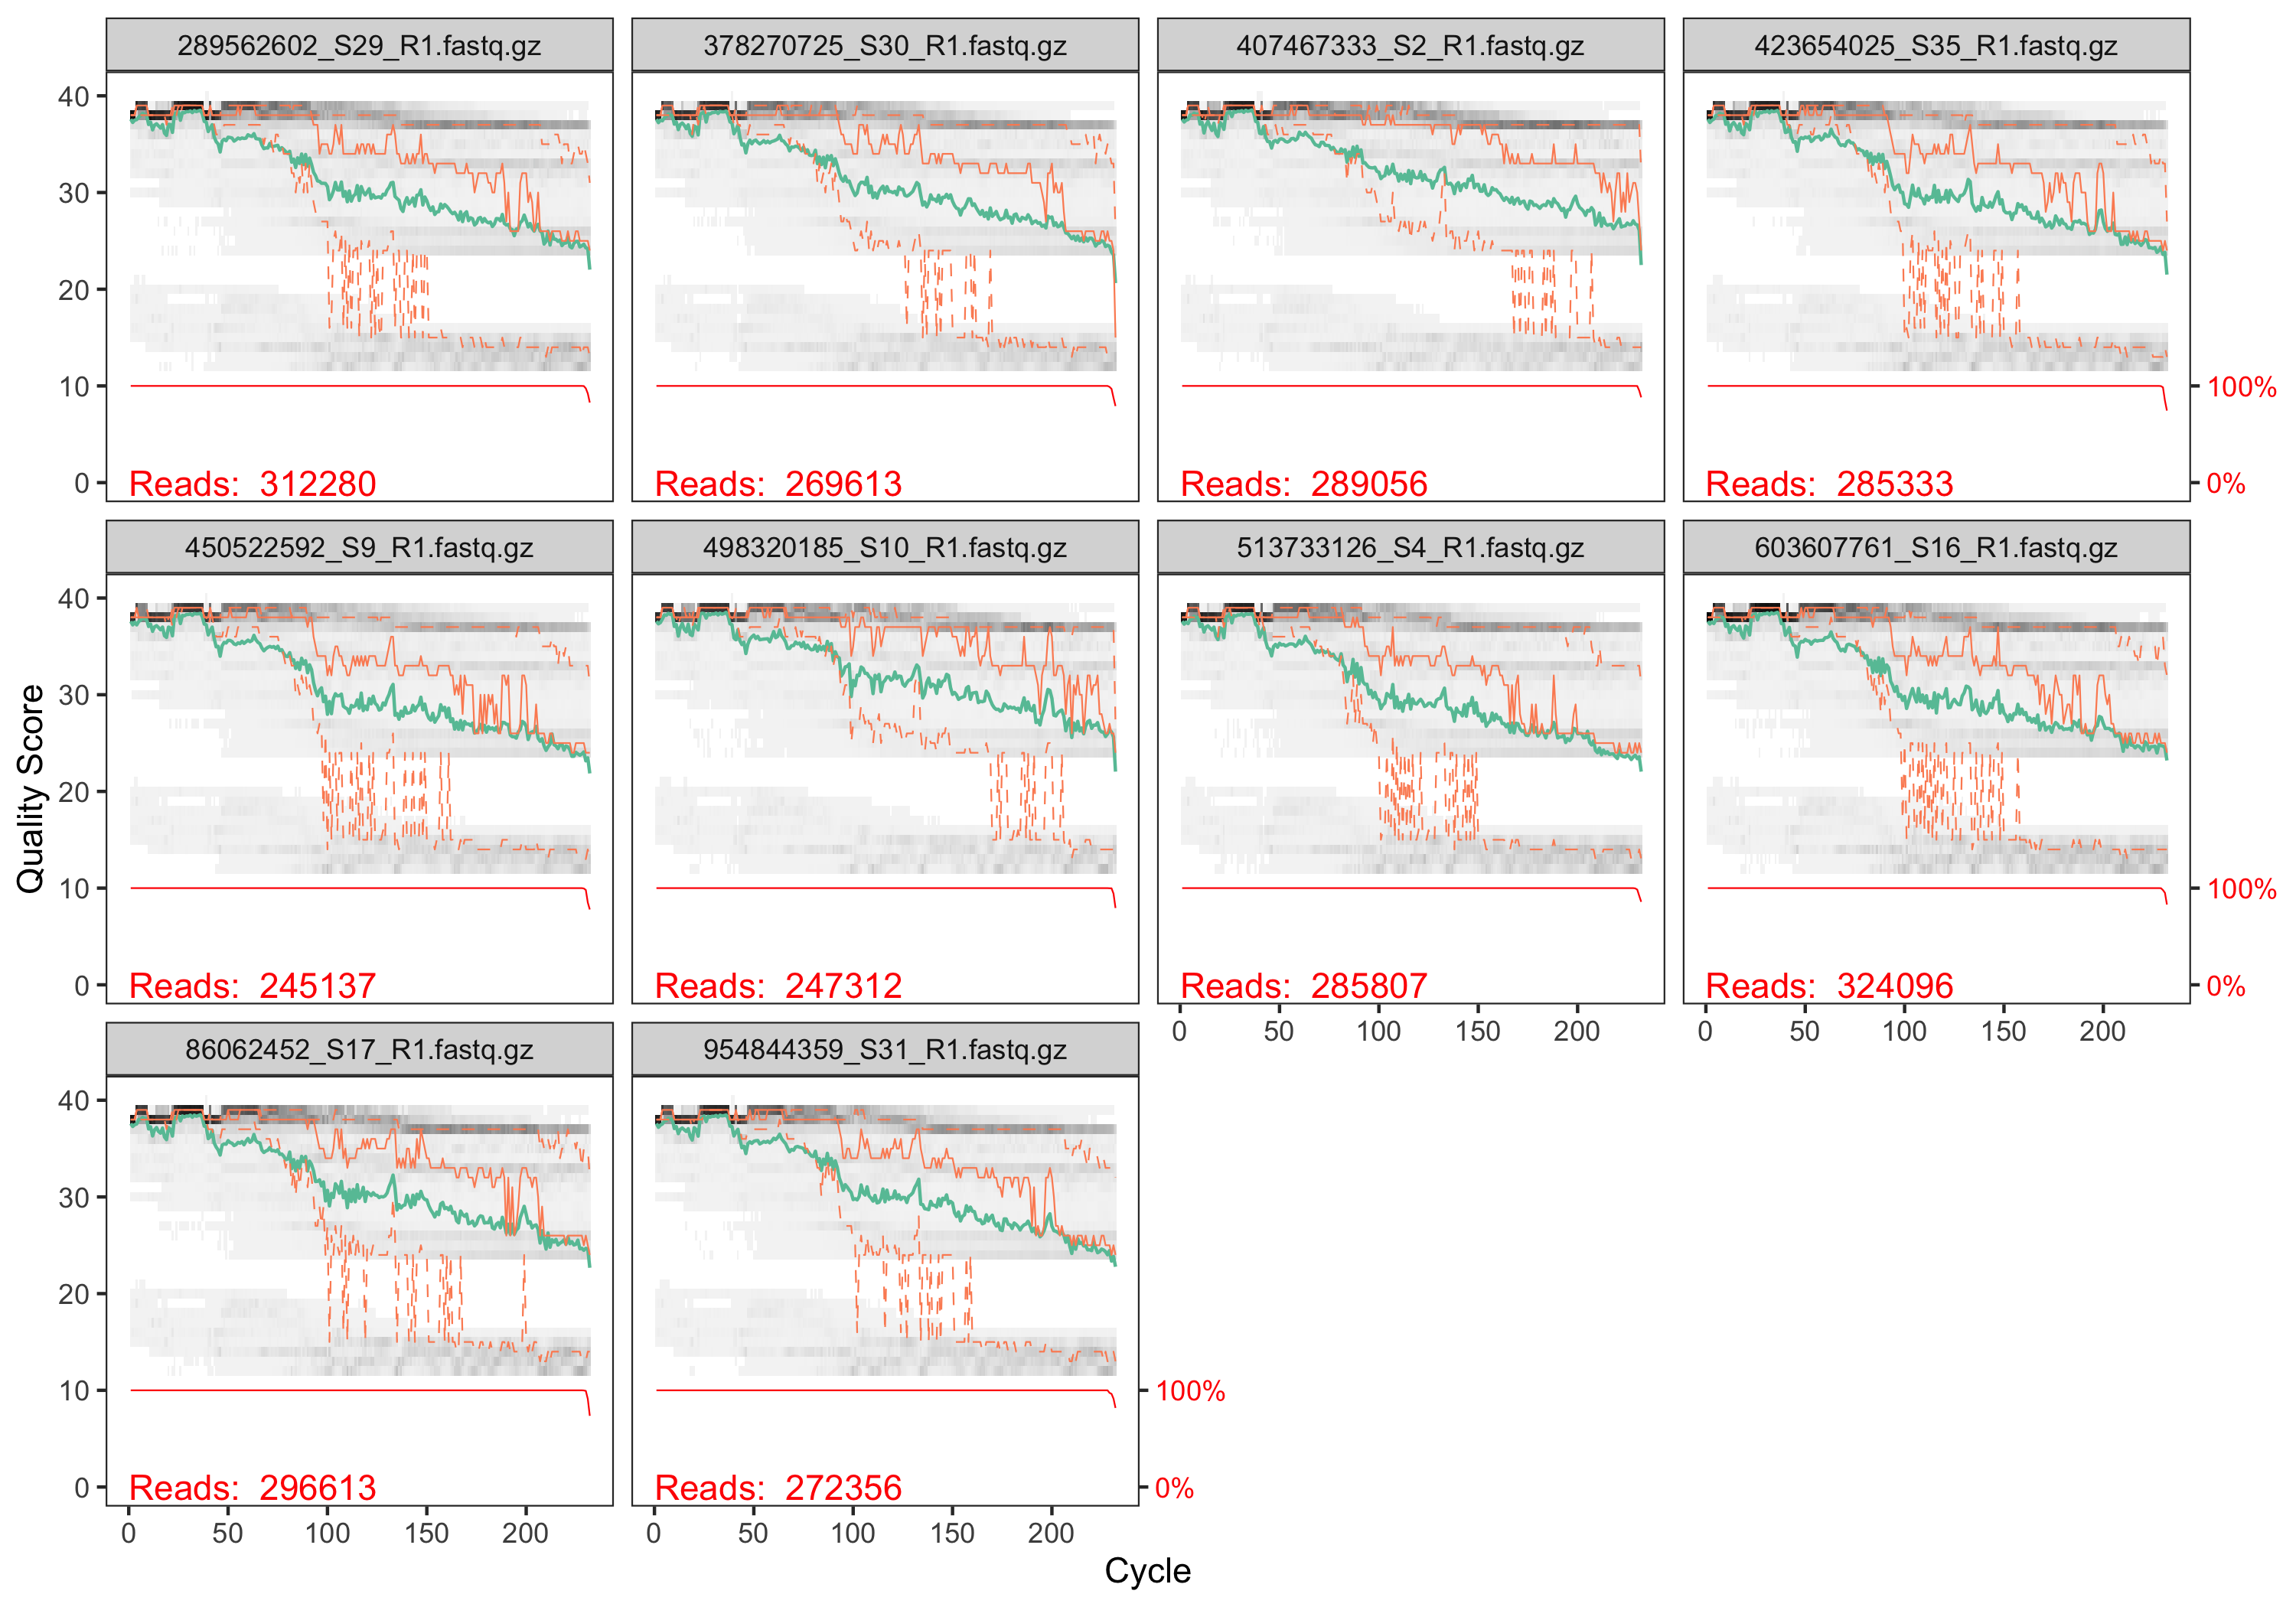 289562602_S29_R1.fastq.gz 378270725_S30_R1.fastq.gz 407467333_S2_R1.fastq.gz 423654025_S35_R1.fastq.gz
40
30
20
10 100%
0 Reads: 312280 Reads: 269613 Reads: 289056 Reads: 285333 0%
450522592_S9_R1.fastq.gz 498320185_S10_R1.fastq.gz 513733126_S4_R1.fastq.gz 603607761_S16_R1.fastq.gz
40
30
Quality Score
20
10 100%
0 Reads: 245137 Reads: 247312 Reads: 285807 Reads: 324096 0%
0 50 100 150 200 0 50 100 150 200
86062452_S17_R1.fastq.gz 954844359_S31_R1.fastq.gz
40
30
20
10 100%
0 Reads: 296613 Reads: 272356 0%
0 50 100 150 200 0 50 100 150 200
Cycle